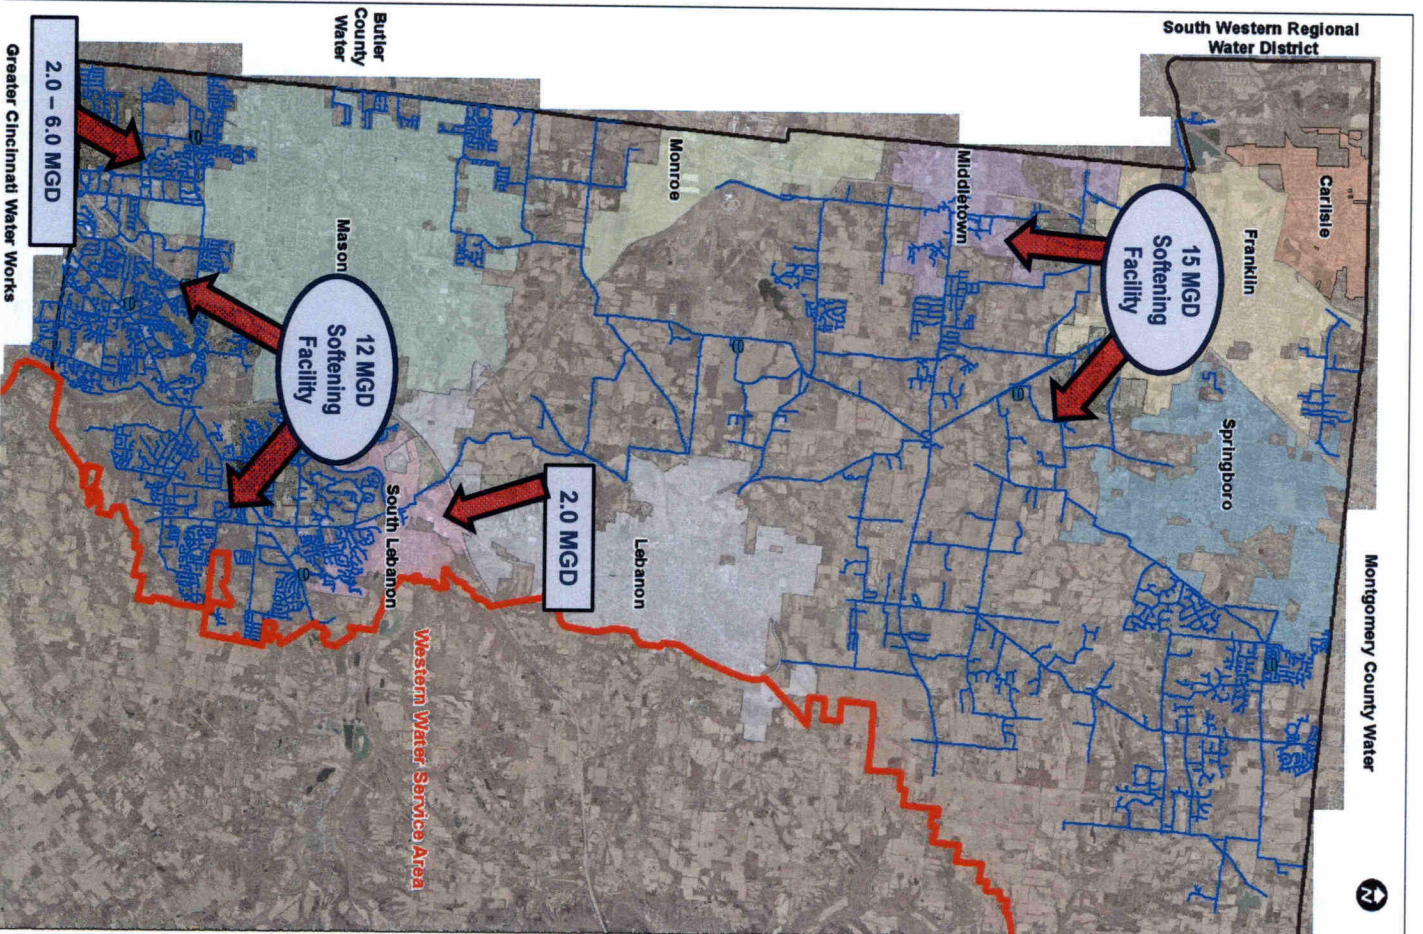 South Western Regional
Water District
Montgomery County Water
Butler
County
Water
Greater Cincinnati Water Works
Carlisle
Franklin
Springboro
Middletown
Monroe
Mason
Lebanon
South Lebanon
15 MGD
Softening
Facility
12 MGD
Softening
Facility
2.0 MGD
2.0 – 6.0 MGD
Western Water Service Area
N